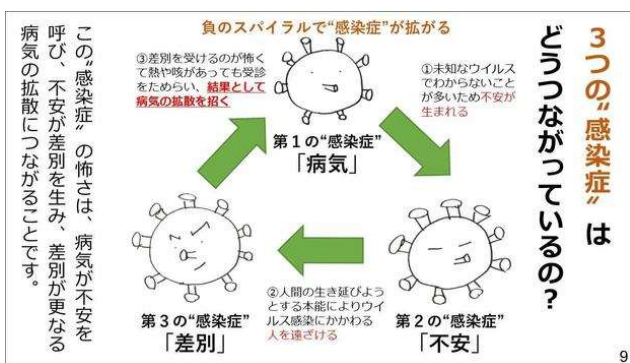 3つの“感染症”は
どうつながっているの？
負のスパイラルで“感染症”が拡がる
①未知なウイルス
でわからないこと
が多いため不安が
生まれる
第1の“感染症”
「病気」
第2の“感染症”
「不安」
②人間の生き延びよう
とする本能によりウイ
ルス感染にかかわる
人を遠ざける
第3の“感染症”
「差別」
③差別を受けるのが怖く
て熱や咳があっても受診
をためらい、結果として
病気の拡散を招く
この“感染症”の怖さは、病気が不安を
呼び、不安が差別を生み、差別が更なる
病気の拡散につながることです。
9